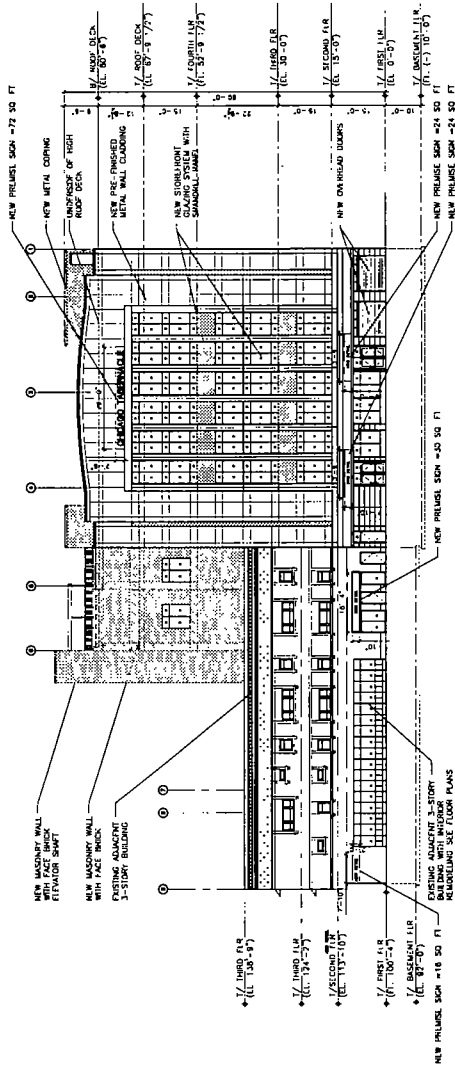 NEW PREMISE SIGN =72 SQ FT
NEW METAL COPING
UNDERSIDE OF HIGH
ROOF DECK
NEW PRE-FINISHED
METAL WALL CLADDING
NEW STOREFRONT
GLAZING SYSTEM WITH
SPANDREL PANEL
NEW OVERHEAD DOORS
B/ ROOF DECK
T/ ROOF DECK
(EL. 67'-9 1/2")
T/ FOURTH FLR
(EL. 52'-9 1/2")
T/ THIRD FLR
(EL. 30'-0")
T/ SECOND FLR
(EL. 15'-0")
T/ FIRST FLR
(EL. 0'-0")
T/ BASEMENT FLR
(EL. (-) 10'-0")
CHICAGO TABERNACLE
NEW PREMISE SIGN =24 SQ FT
NEW PREMISE SIGN =24 SQ FT
NEW PREMISE SIGN =30 SQ FT
NEW MASONRY WALL
WITH FACE BRICK
ELEVATOR SHAFT
NEW MASONRY WALL
WITH FACE BRICK
EXISTING ADJACENT
3-STORY BUILDING
T/ THIRD FLR
T/ THIRD FLR
T/SECOND FLR
T/ FIRST FLR
(EL. 100'-4")
T/ BASEMENT FLR
EXISTING ADJACENT 3-STORY
BUILDING WITH INTERIOR
REMODELING SEE FLOOR PLANS
NEW PREMISE SIGN =16 SQ FT